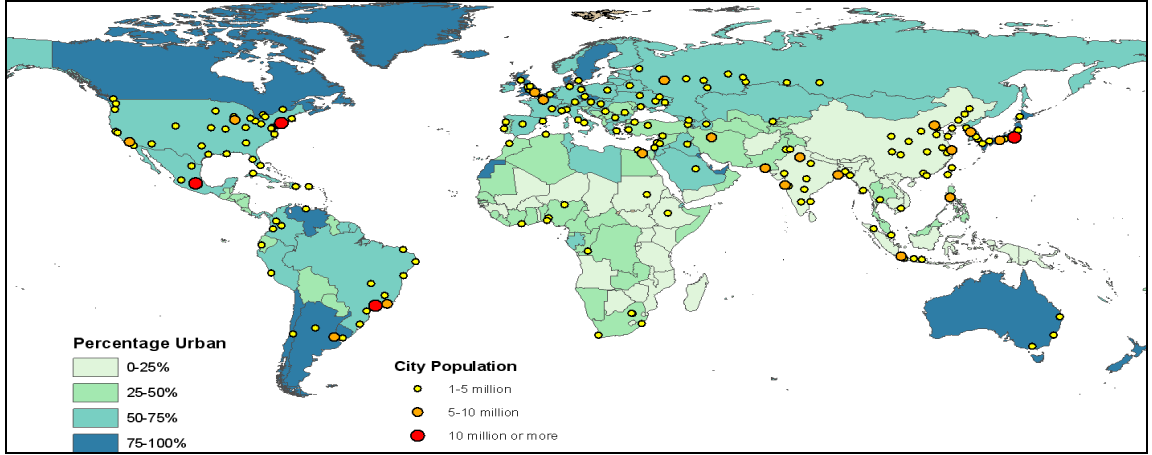 Percentage Urban
0-25%
25-50%
50-75%
75-100%
City Population
1-5 million
5-10 million
10 million or more